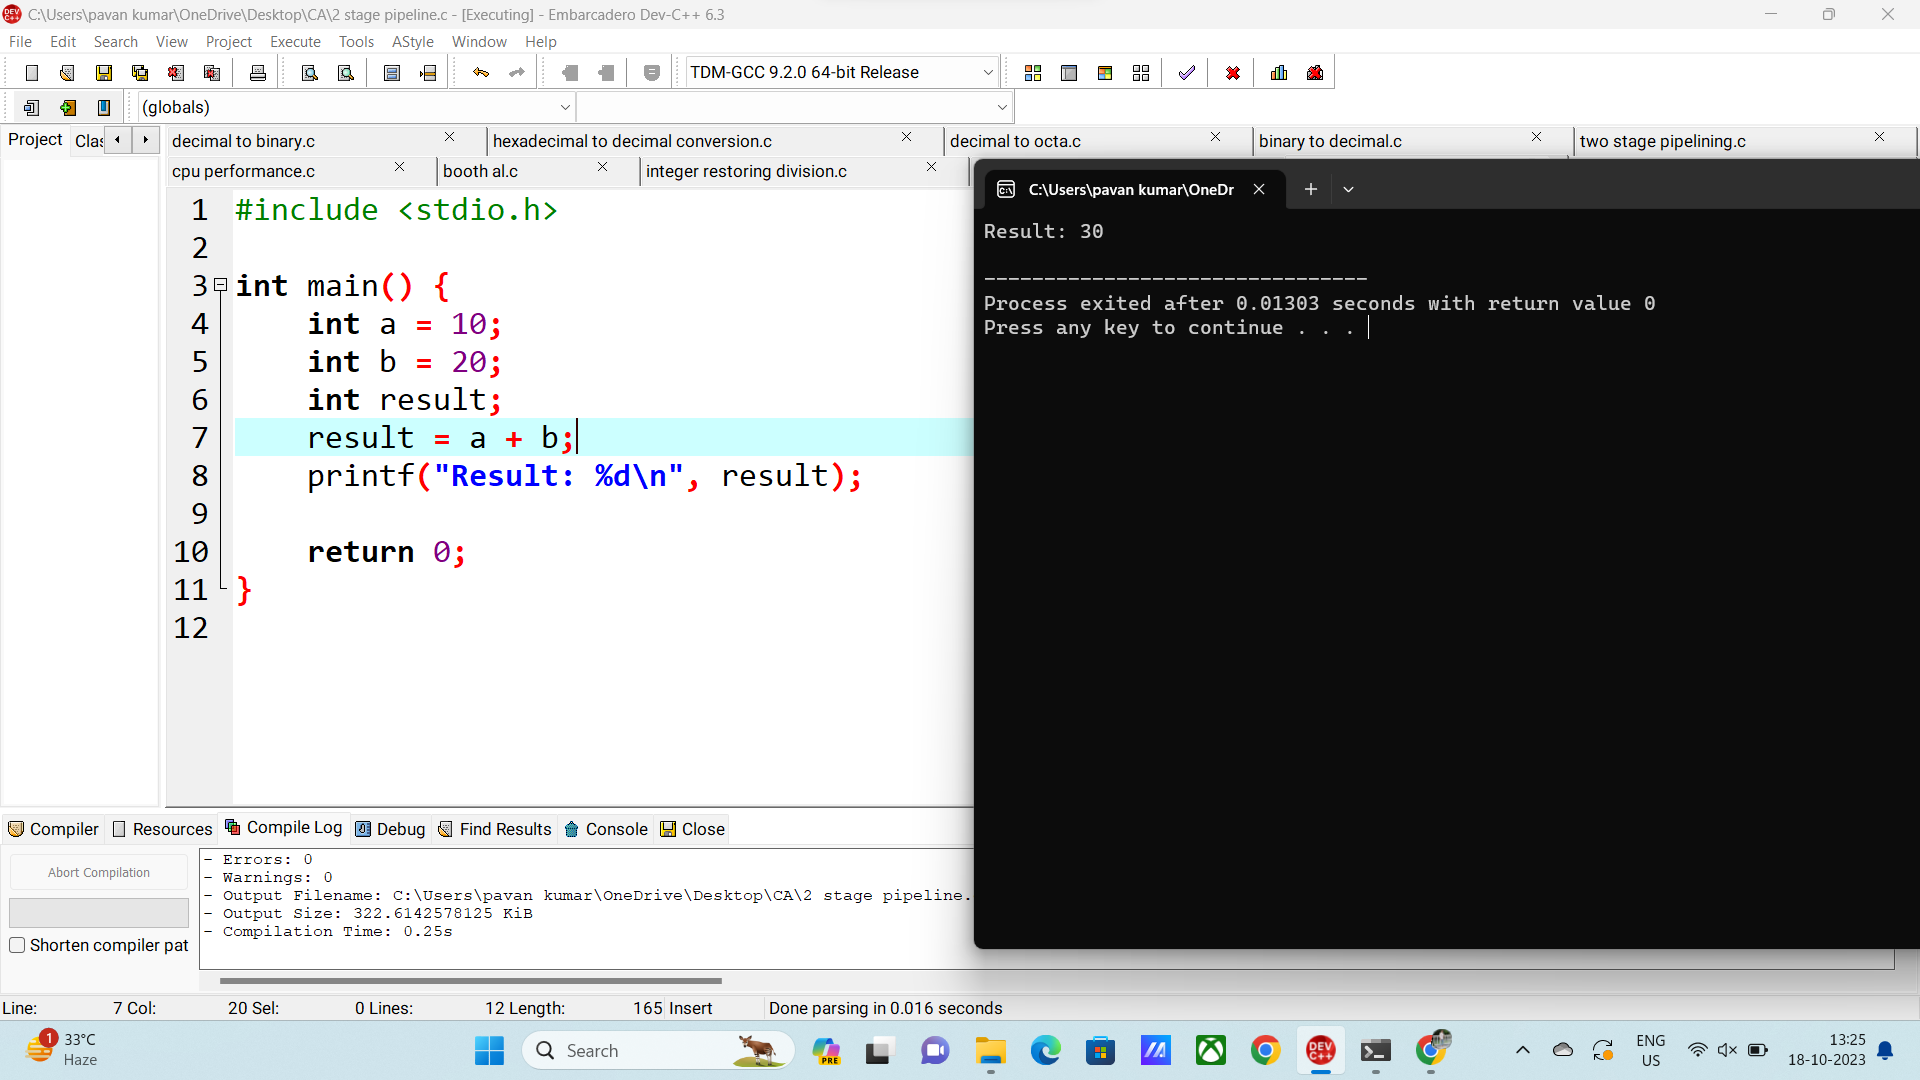 C:\Users\pavan kumar\OneDrive\Desktop\CA\2 stage pipeline.c - [Executing] - Embarcadero Dev-C++ 6.3
File Edit Search View Project Execute Tools AStyle Window Help
TDM-GCC 9.2.0 64-bit Release
(globals)
Project Clas
decimal to binary.c hexadecimal to decimal conversion.c decimal to octa.c binary to decimal.c two stage pipelining.c
cpu performance.c booth al.c integer restoring division.c
1 #include <stdio.h>
2
3 int main() {
4 int a = 10;
5 int b = 20;
6 int result;
7 result = a + b;
8 printf("Result: %d\n", result);
9
10 return 0;
11 }
12
C:\Users\pavan kumar\OneDr
Result: 30
--------------------------------
Process exited after 0.01303 seconds with return value 0
Press any key to continue . . .
Compiler Resources Compile Log Debug Find Results Console Close
Abort Compilation
Shorten compiler pat
- Errors: 0
- Warnings: 0
- Output Filename: C:\Users\pavan kumar\OneDrive\Desktop\CA\2 stage pipeline.
- Output Size: 322.6142578125 KiB
- Compilation Time: 0.25s
Line: 7 Col: 20 Sel: 0 Lines: 12 Length: 165 Insert Done parsing in 0.016 seconds
1
33°C
Haze
Search
PRE
DEV C++
ENG
US
13:25
18-10-2023